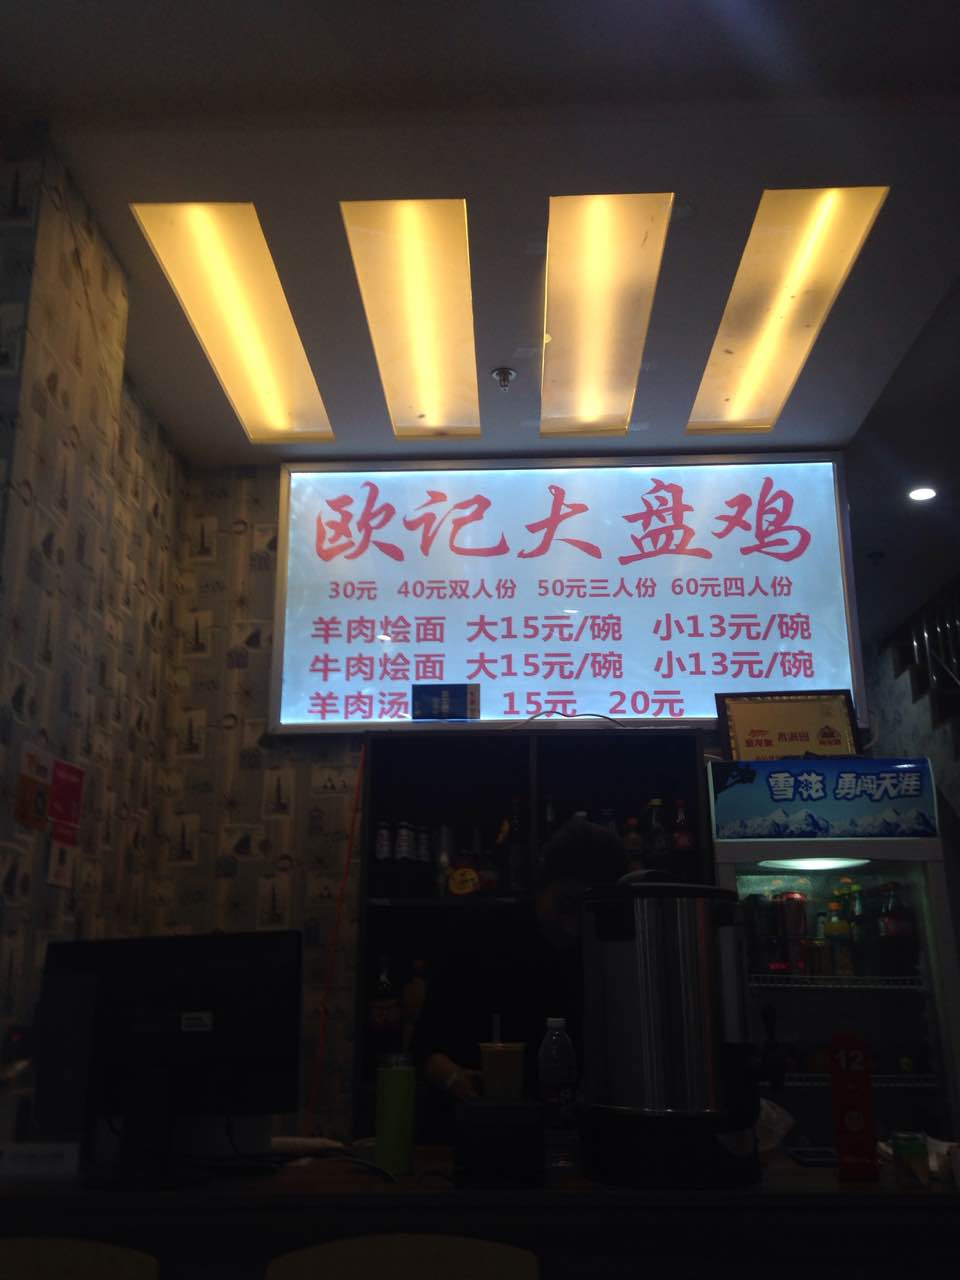 欧记大盘鸡
30元 40元双人份 50元三人份 60元四人份
羊肉烩面 大15元/碗 小13元/碗
牛肉烩面 大15元/碗 小13元/碗
羊肉汤 15元 20元
雪花 勇闯天涯
12